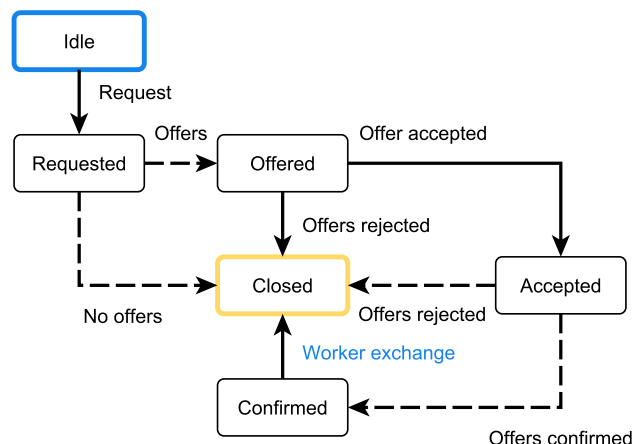 Idle
Request
Offers
Offer accepted
Requested
Offered
Offers rejected
Closed
Accepted
No offers
Offers rejected
Worker exchange
Confirmed
Offers confirmed